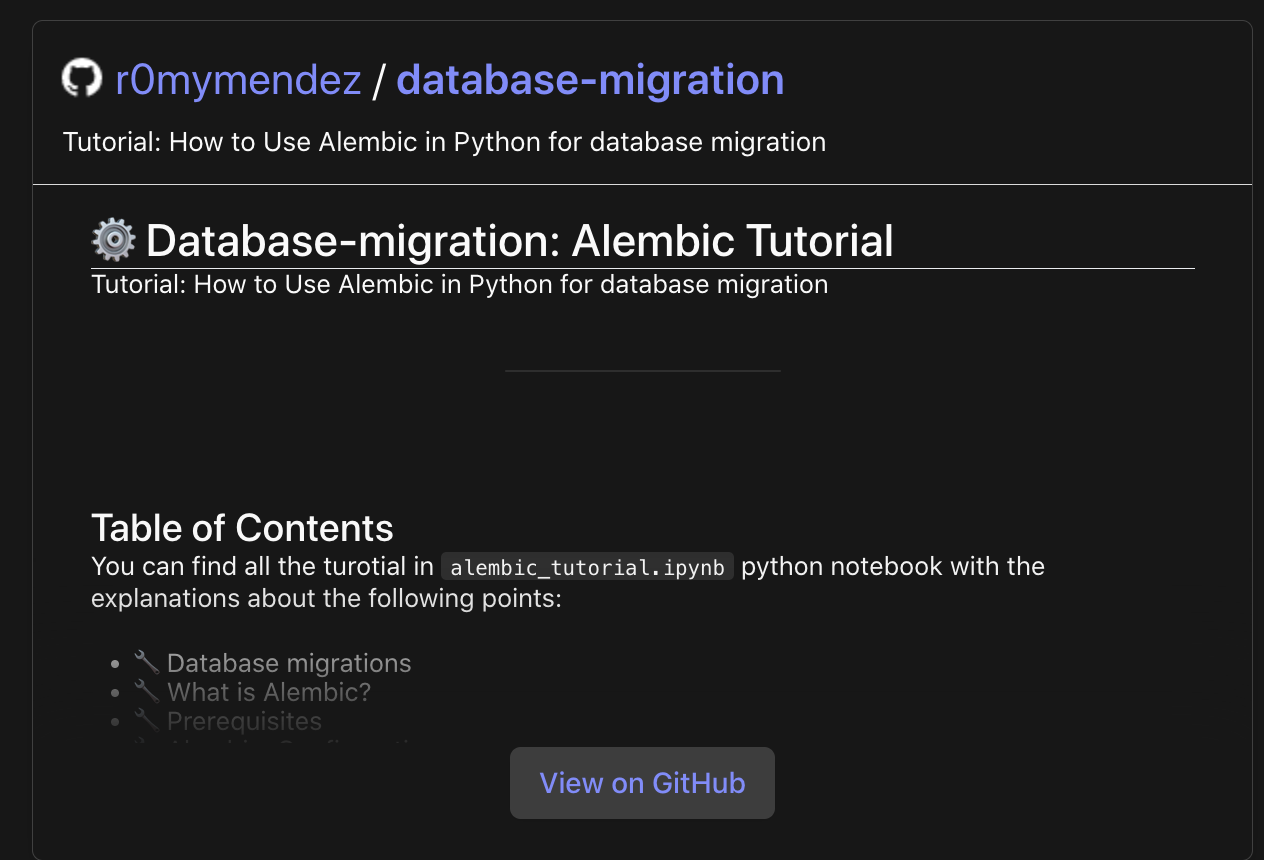 r0mymendez / database-migration
Tutorial: How to Use Alembic in Python for database migration
Database-migration: Alembic Tutorial
Tutorial: How to Use Alembic in Python for database migration
Table of Contents
You can find all the turotial in alembic_tutorial.ipynb python notebook with the
explanations about the following points:
Database migrations
What is Alembic?
Prerequisites
View on GitHub